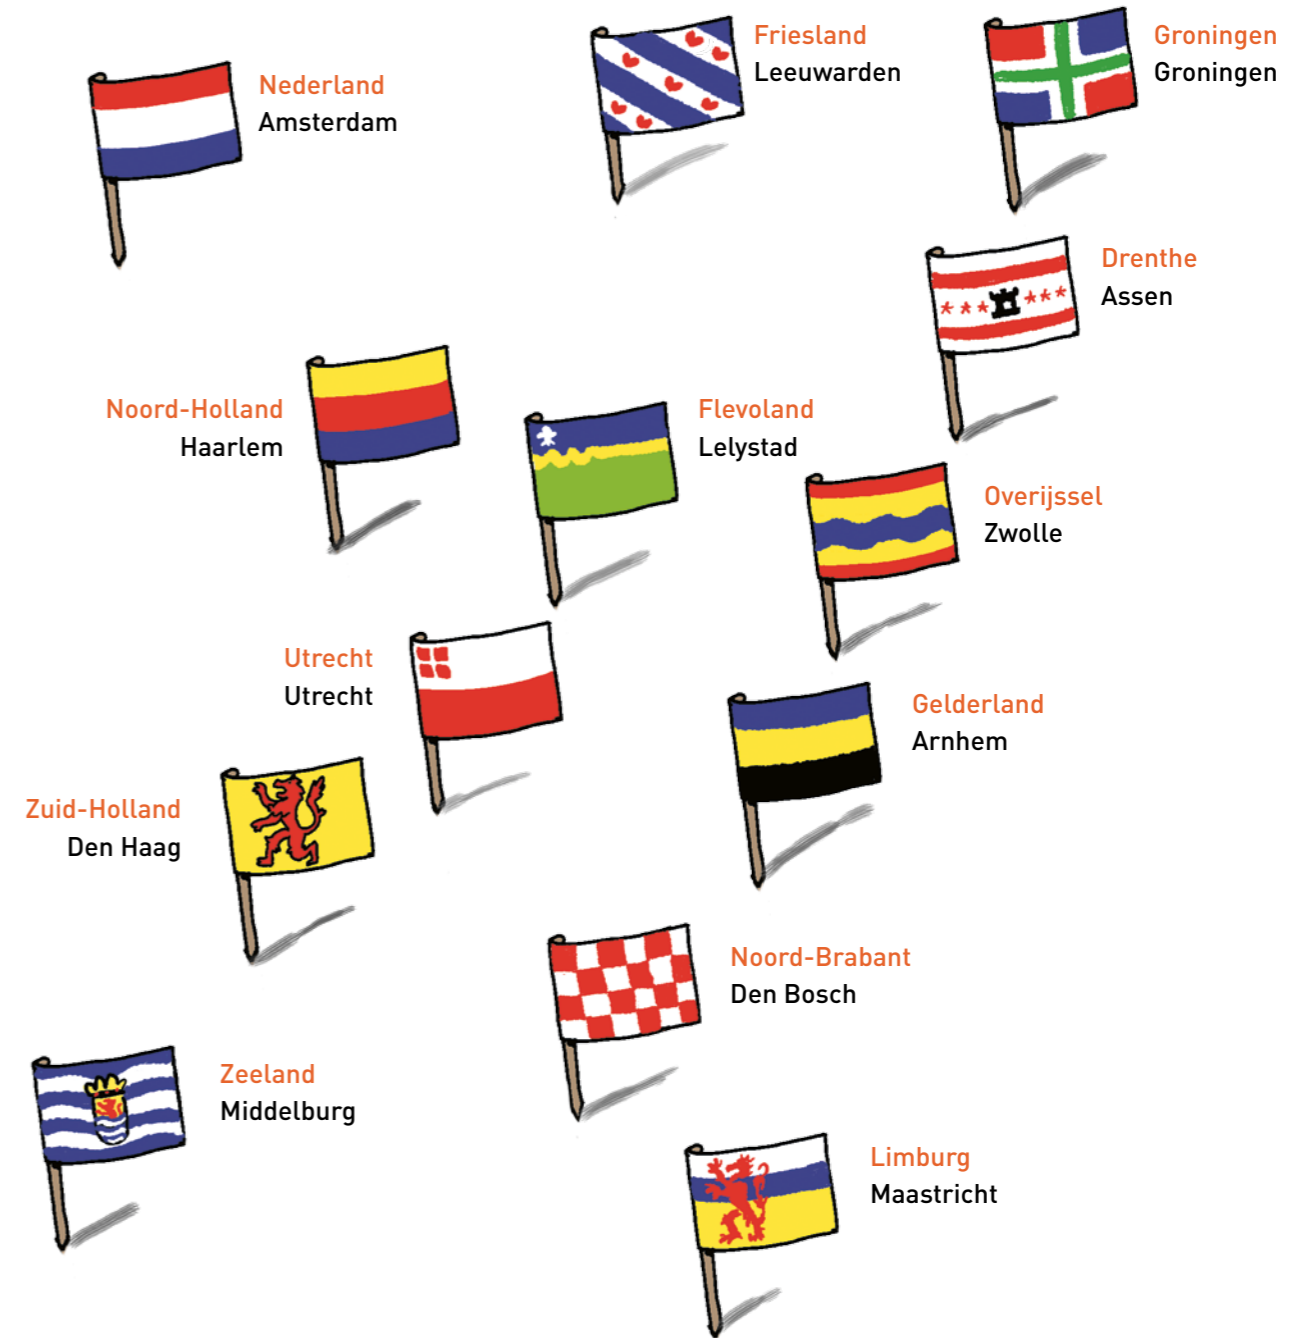 Nederland
Amsterdam
Friesland
Leeuwarden
Groningen
Groningen
Drenthe
Assen
Noord-Holland
Haarlem
Flevoland
Lelystad
Overijssel
Zwolle
Utrecht
Utrecht
Gelderland
Arnhem
Zuid-Holland
Den Haag
Noord-Brabant
Den Bosch
Zeeland
Middelburg
Limburg
Maastricht